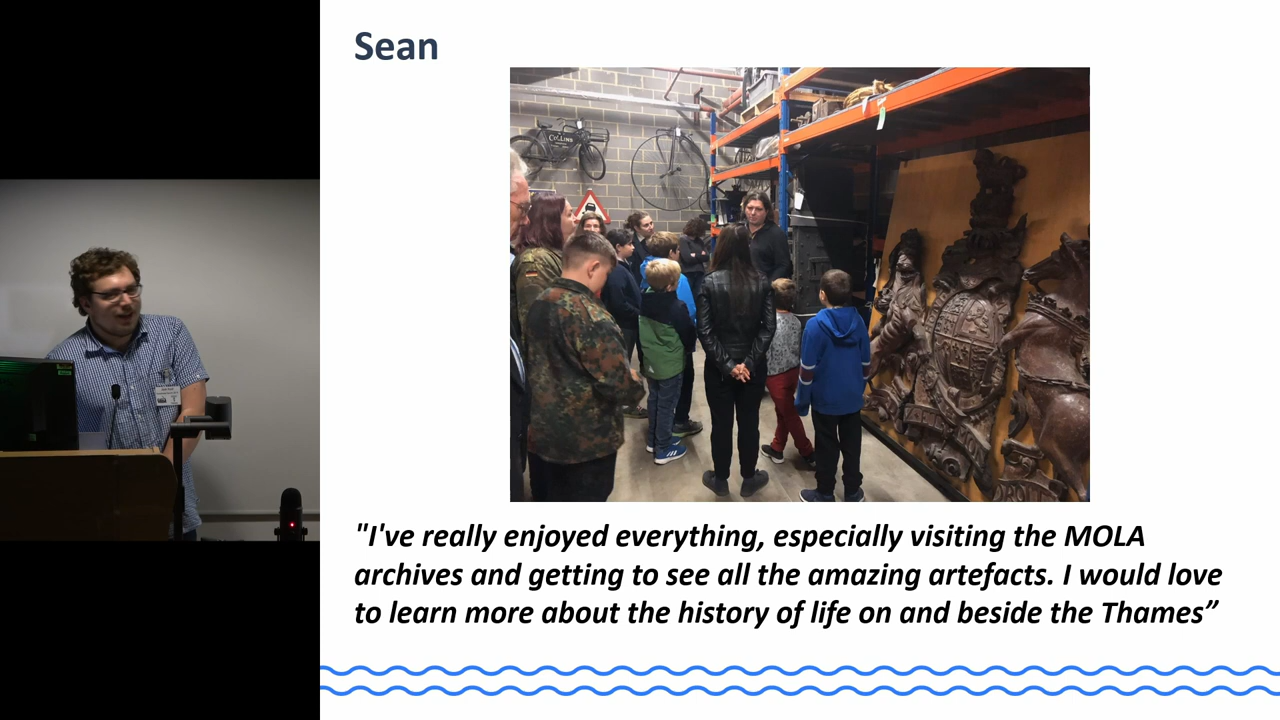 Sean
COLLINS
"I've really enjoyed everything, especially visiting the MOLA
archives and getting to see all the amazing artefacts. I would love
to learn more about the history of life on and beside the Thames”